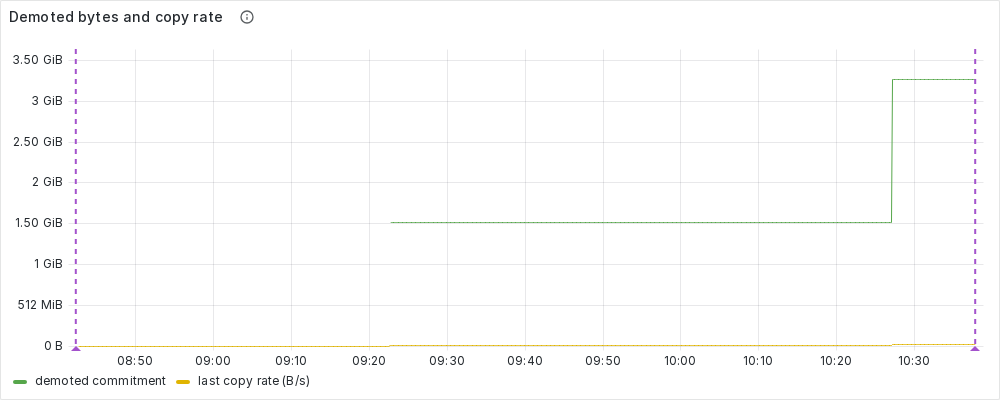 Demoted bytes and copy rate
3.50 GiB
3 GiB
2.50 GiB
2 GiB
1.50 GiB
1 GiB
512 MiB
0 B
08:50 09:00 09:10 09:20 09:30 09:40 09:50 10:00 10:10 10:20 10:30
demoted commitment last copy rate (B/s)